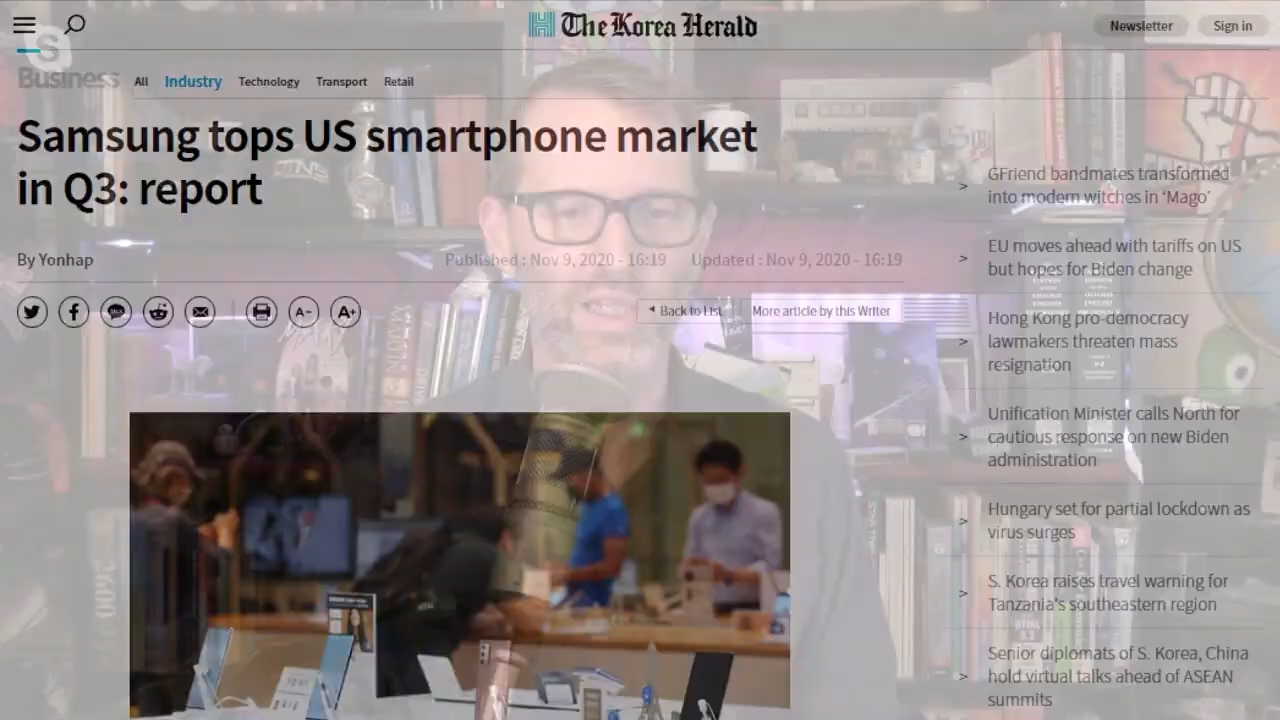 The Korea Herald
Newsletter
Sign in
S
Business
All
Industry
Technology
Transport
Retail
Samsung tops US smartphone market
in Q3: report
By Yonhap
Published : Nov 9, 2020 - 16:19
Updated : Nov 9, 2020 - 16:19
A-
A+
Back to List
More article by this Writer
> GFriend bandmates transformed
into modern witches in ‘Mago’
> EU moves ahead with tariffs on US
but hopes for Biden change
> Hong Kong pro-democracy
lawmakers threaten mass
resignation
> Unification Minister calls North for
cautious response on new Biden
administration
> Hungary set for partial lockdown as
virus surges
> S. Korea raises travel warning for
Tanzania's southeastern region
> Senior diplomats of S. Korea, China
hold virtual talks ahead of ASEAN
summits
2600